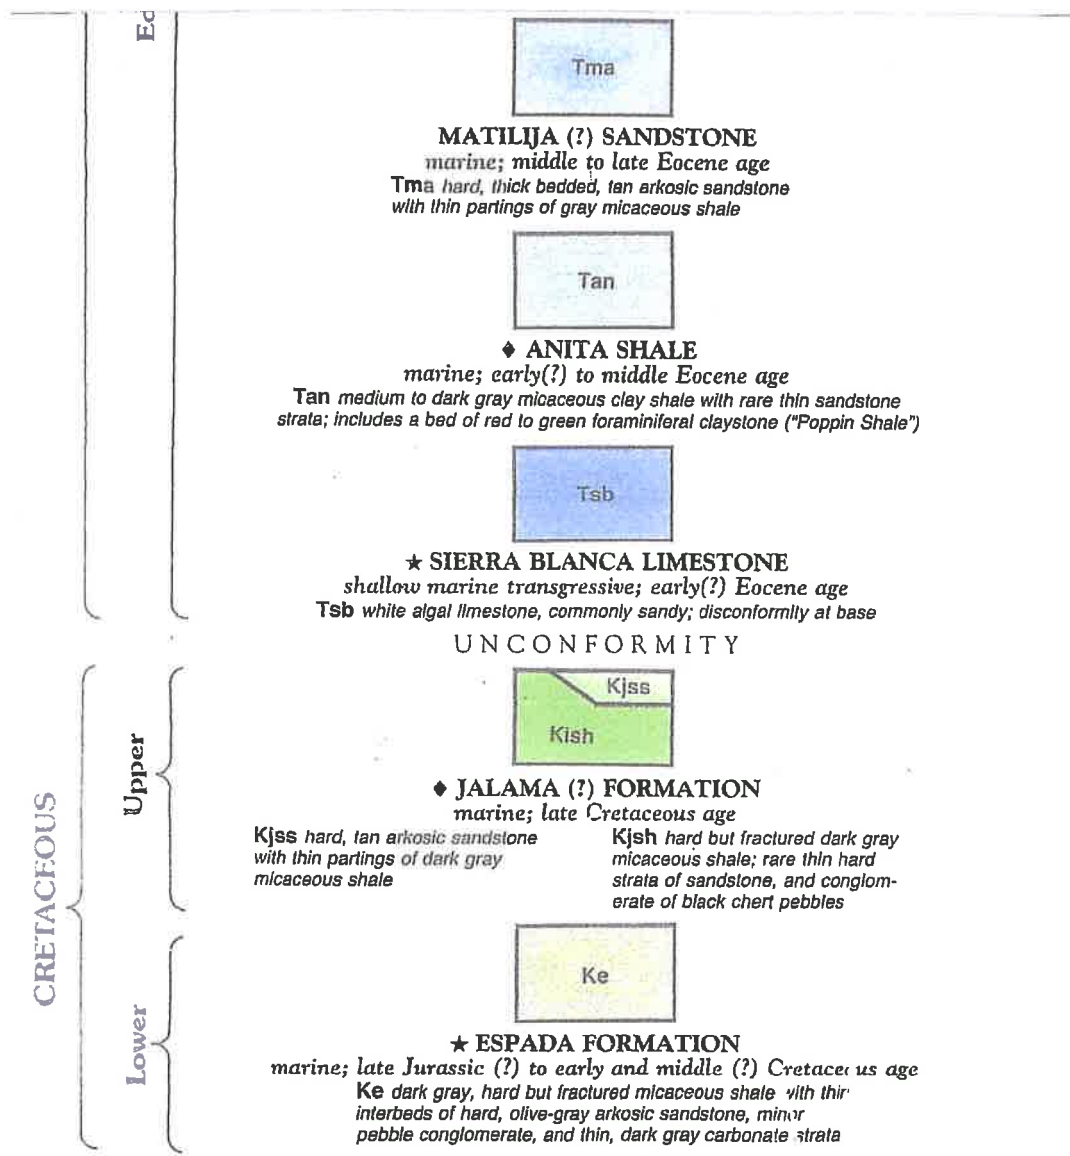 Eo
Tma
MATILIJA (?) SANDSTONE
marine; middle to late Eocene age
Tma hard, thick bedded, tan arkosic sandstone
with thin partings of gray micaceous shale
Tan
♦ ANITA SHALE
marine; early(?) to middle Eocene age
Tan medium to dark gray micaceous clay shale with rare thin sandstone
strata; includes a bed of red to green foraminiferal claystone ("Poppin Shale")
Tsb
★ SIERRA BLANCA LIMESTONE
shallow marine transgressive; early(?) Eocene age
Tsb white algal limestone, commonly sandy; disconformity at base
UNCONFORMITY
CRETACEOUS
Upper
Kjss
Kjsh
♦ JALAMA (?) FORMATION
marine; late Cretaceous age
Kjss hard, tan arkosic sandstone
with thin partings of dark gray
micaceous shale
Kjsh hard but fractured dark gray
micaceous shale; rare thin hard
strata of sandstone, and conglom-
erate of black chert pebbles
Lower
Ke
★ ESPADA FORMATION
marine; late Jurassic (?) to early and middle (?) Cretaceous age
Ke dark gray, hard but fractured micaceous shale with thin
interbeds of hard, olive-gray arkosic sandstone, minor
pebble conglomerate, and thin, dark gray carbonate strata